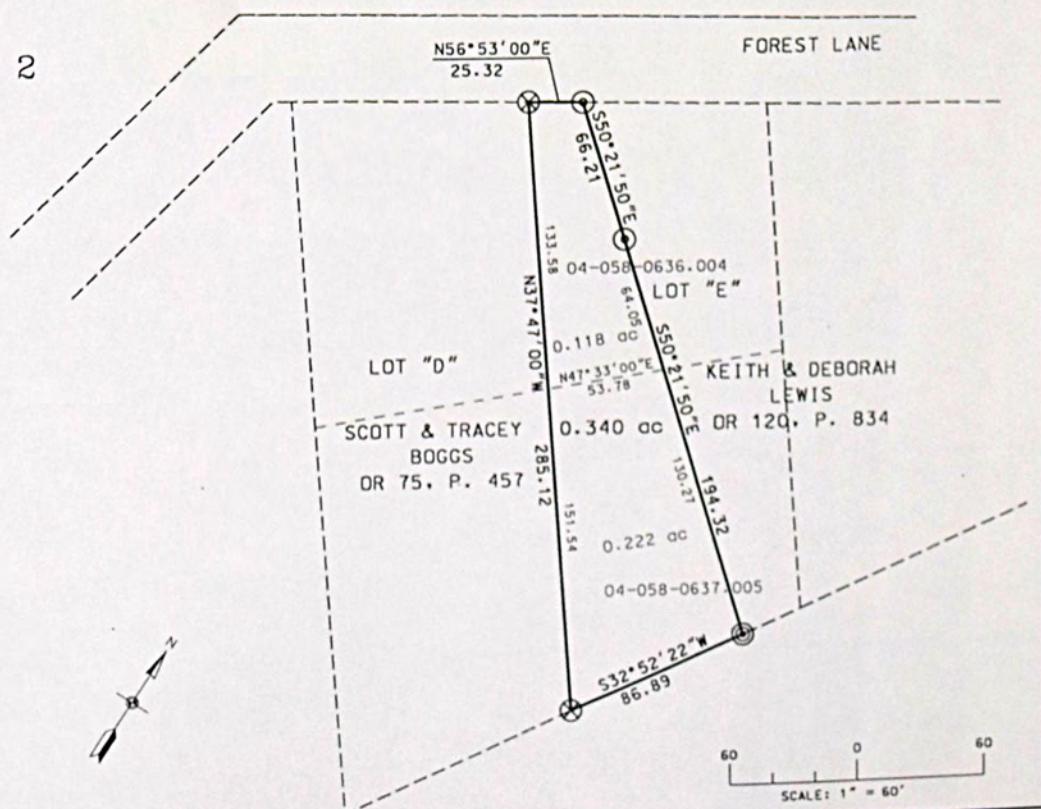 2
N56°53'00"E
25.32
FOREST LANE
S50°21'50"E
66.21
133.58
N37°47'00"W
285.12
151.54
04-058-0636.004
LOT "E"
64.05
S50°21'50"E
194.32
130.27
0.118 ac
N47°33'00"E
53.78
LOT "D"
KEITH & DEBORAH
LEWIS
OR 120, P. 834
SCOTT & TRACEY
BOGGS
OR 75, P. 457
0.340 ac
0.222 ac
04-058-0637.005
S32°52'22"W
86.89
N
60 0 60
SCALE: 1" = 60'